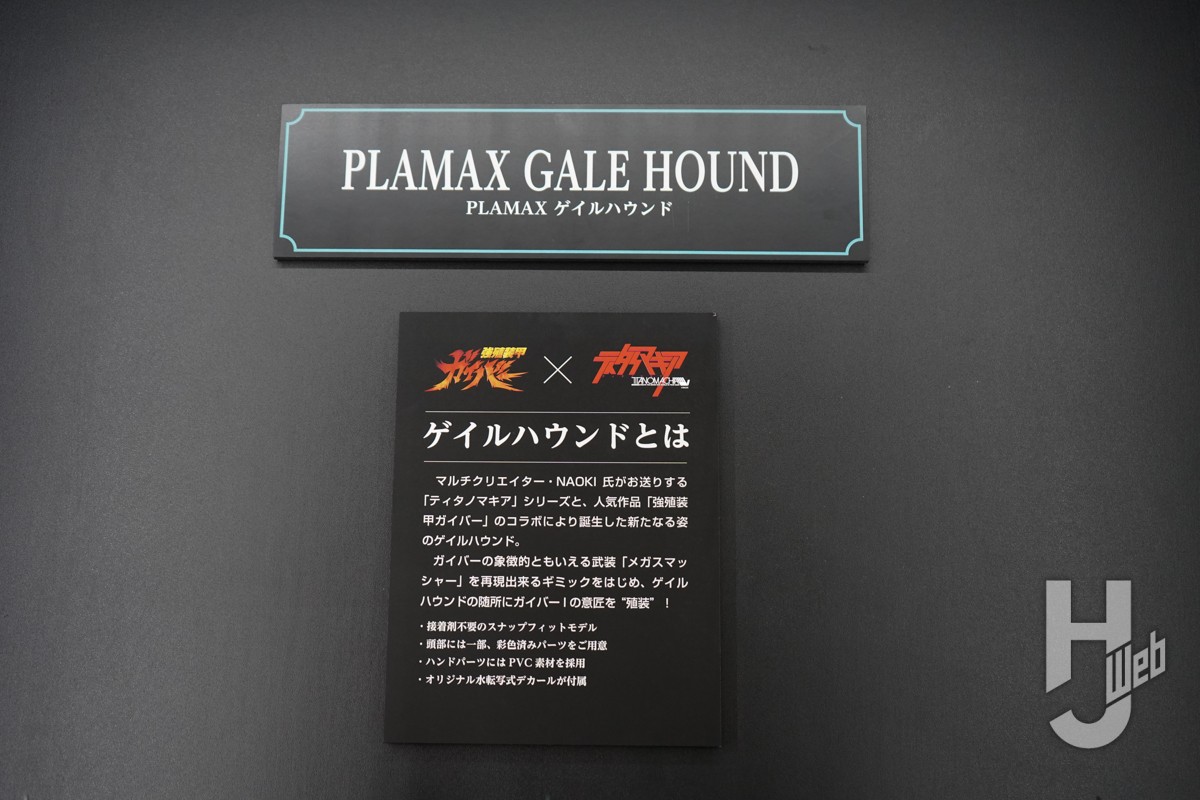 PLAMAX GALE HOUND
PLAMAX ゲイルハウンド
強殖装甲
ガイバー
×
ティタノマキア
TITANOMACHIA
ゲイルハウンドとは
マルチクリエイター・NAOKI 氏がお送りする
「ティタノマキア」シリーズと、人気作品「強殖装
甲ガイバー」のコラボにより誕生した新たなる姿
のゲイルハウンド。
ガイバーの象徴的ともいえる武装「メガスマッ
シャー」を再現出来るギミックをはじめ、ゲイル
ハウンドの随所にガイバーIの意匠を“殖装”！
・接着剤不要のスナップフィットモデル
・頭部には一部、彩色済みパーツをご用意
・ハンドパーツには PVC 素材を採用
・オリジナル水転写式デカールが付属
HJ Web